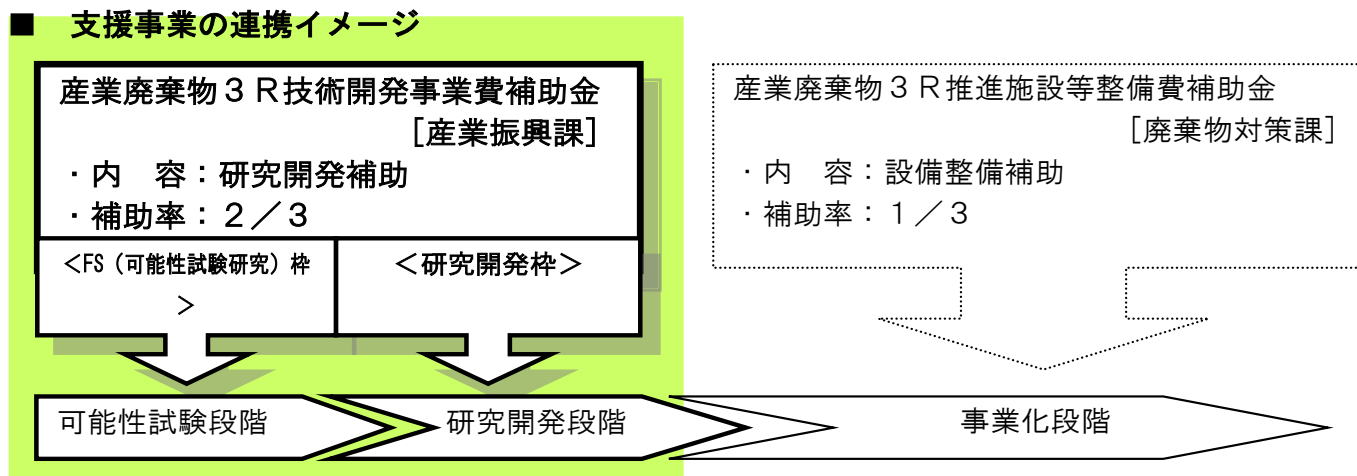 ■　支援事業の連携イメージ
産業廃棄物３Ｒ技術開発事業費補助金
［産業振興課］
・内　容：研究開発補助
・補助率：２／３
＜FS（可能性試験研究）枠
＞
＜研究開発枠＞
産業廃棄物３Ｒ推進施設等整備費補助金
［廃棄物対策課］
・内　容：設備整備補助
・補助率：１／３
可能性試験段階
研究開発段階
事業化段階